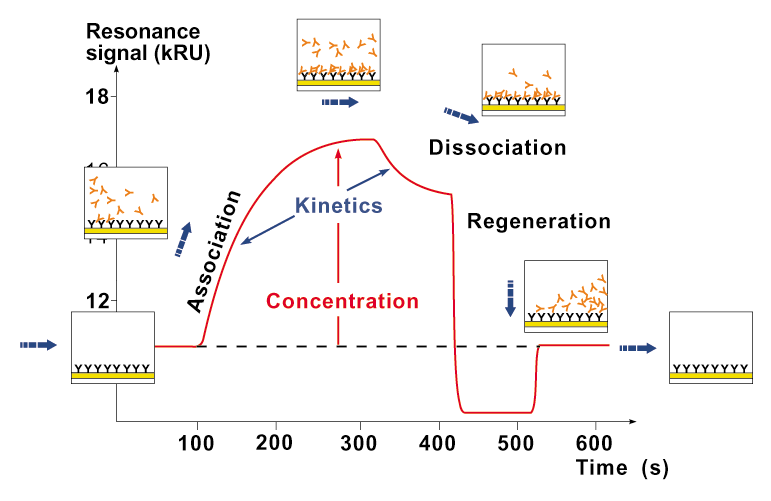 Resonance
signal (kRU)
18
12
Association
Kinetics
Concentration
Dissociation
Regeneration
100
200
300
400
500
600
Time (s)